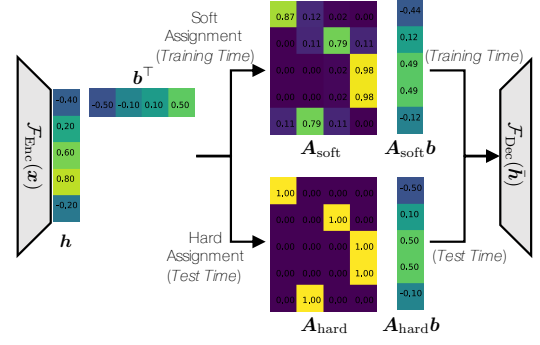 Soft
Assignment
(Training Time)
0.87 0.12 0.02 0.00
0.00 0.11 0.79 0.11
0.00 0.00 0.02 0.98
0.00 0.00 0.02 0.98
0.11 0.79 0.11 0.00
A_soft
-0.44
0.12
0.49
0.49
-0.12
A_soft b
(Training Time)
F_Enc(x)
-0.40
0.20
0.60
0.80
-0.20
h
b^⊤
-0.50 -0.10 0.10 0.50
F_Dec(h̄)
Hard
Assignment
(Test Time)
1.00 0.00 0.00 0.00
0.00 0.00 1.00 0.00
0.00 0.00 0.00 1.00
0.00 0.00 0.00 1.00
0.00 1.00 0.00 0.00
A_hard
-0.50
0.10
0.50
0.50
-0.10
A_hard b
(Test Time)